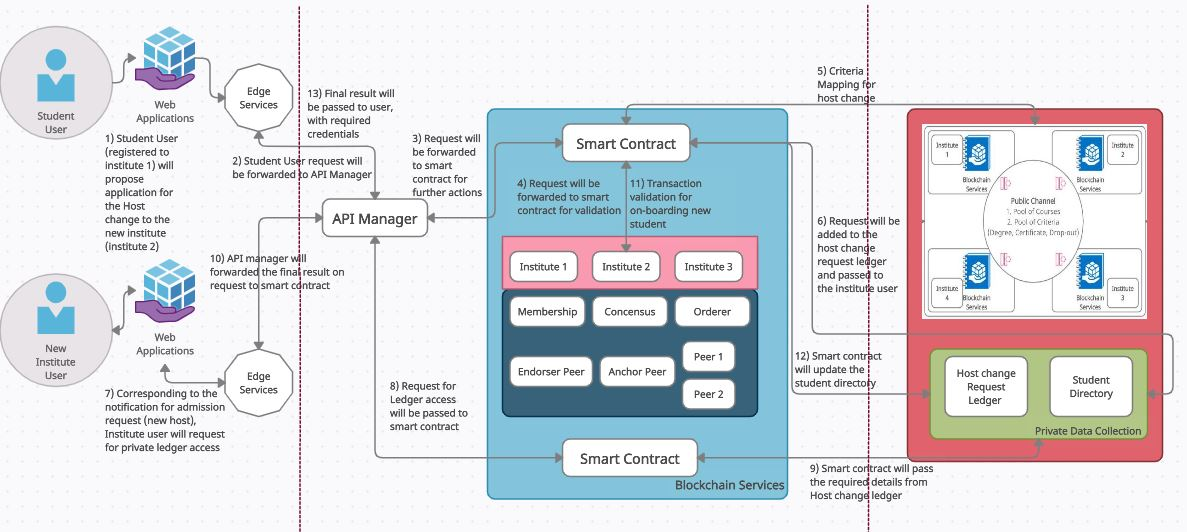 Student
User
Web
Applications
Edge
Services
1) Student User
(registered to
institute 1) will
propose
application for
the Host
change to the
new institute
(institute 2)
13) Final result will
be passed to user,
with required
credentials
2) Student User request will
be forwarded to API Manager
3) Request will
be forwarded
to smart
contract for
further actions
API Manager
10) API manager will
forwarded the final result on
request to smart contract
New
Institute
User
Web
Applications
Edge
Services
7) Corresponding to the
notification for admission
request (new host),
Institute user will request
for private ledger access
8) Request for
Ledger access
will be passed to
smart contract
Smart Contract
4) Request will be
forwarded to smart
contract for validation
11) Transaction
validation for
on-boarding new
student
Institute 1
Institute 2
Institute 3
Membership
Concensus
Orderer
Endorser Peer
Anchor Peer
Peer 1
Peer 2
Smart Contract
Blockchain Services
5) Criteria
Mapping for
host change
6) Request will be
added to the
host change
request ledger
and passed to
the institute user
12) Smart contract
will update the
student directory
9) Smart contract will pass
the required details from
Host change ledger
Institute
1
Blockchain
Services
Institute
2
Blockchain
Services
Public Channel
1. Pool of Courses
2. Pool of Criteria
(Degree, Certificate, Drop-out)
Institute
4
Blockchain
Services
Institute
3
Blockchain
Services
Host change
Request
Ledger
Student
Directory
Private Data Collection